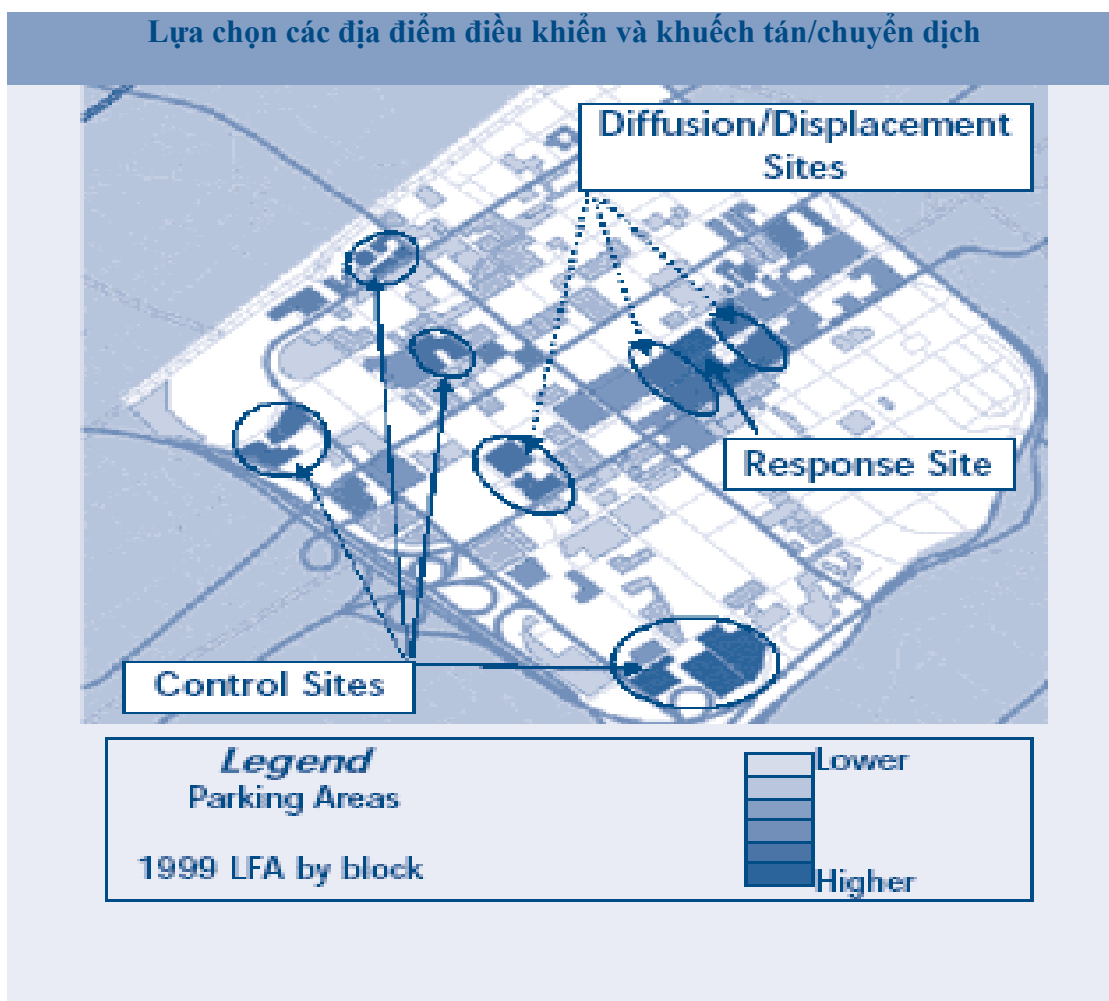 Lựa chọn các địa điểm điều khiển và khuếch tán/chuyển dịch
Diffusion/Displacement
Sites
Response Site
Control Sites
Legend
Parking Areas
1999 LFA by block
Lower
Higher